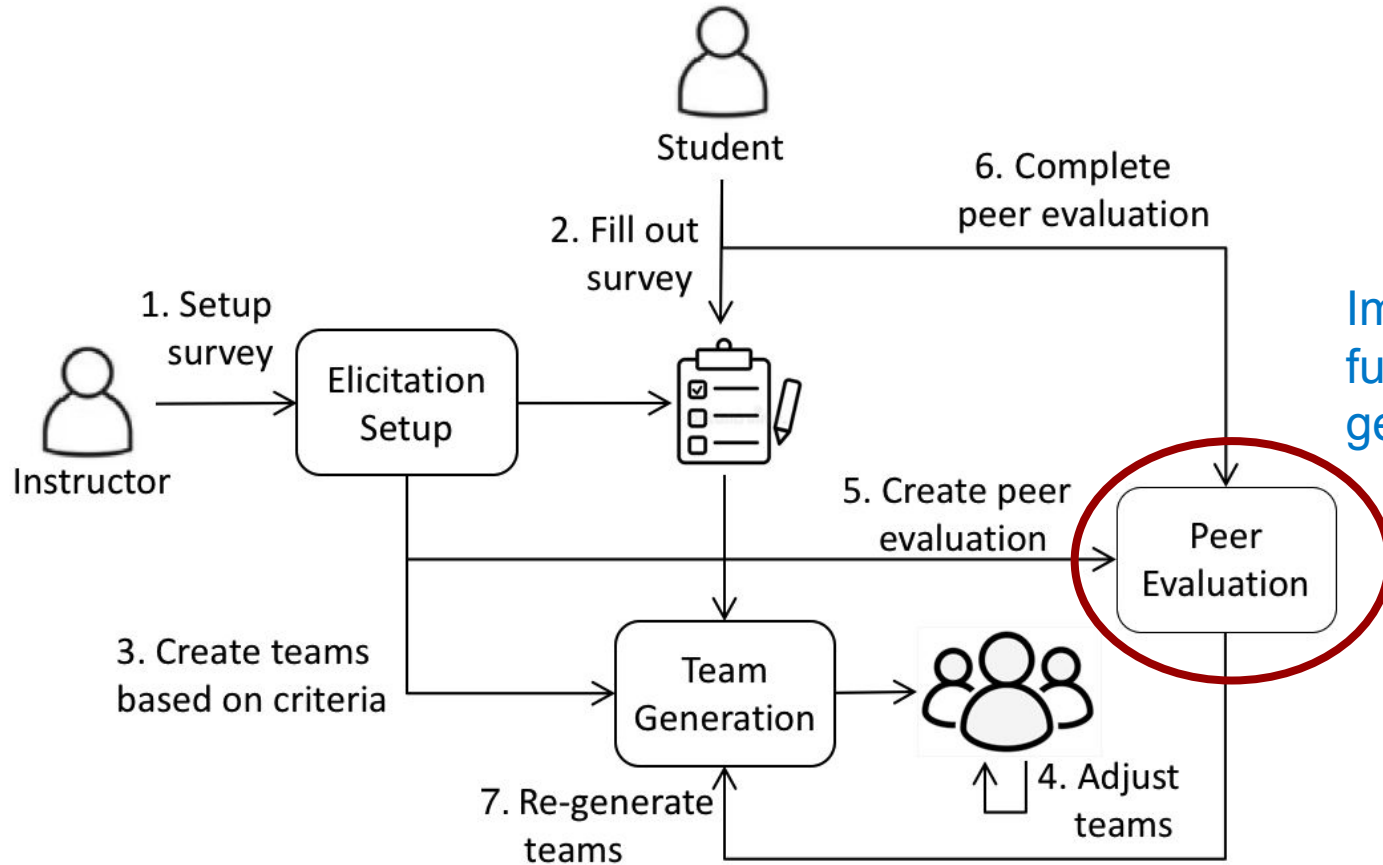 Student
6. Complete
peer evaluation
2. Fill out
survey
1. Setup
survey
Elicitation
Setup
Instructor
5. Create peer
evaluation
Peer
Evaluation
3. Create teams
based on criteria
Team
Generation
4. Adjust
teams
7. Re-generate
teams